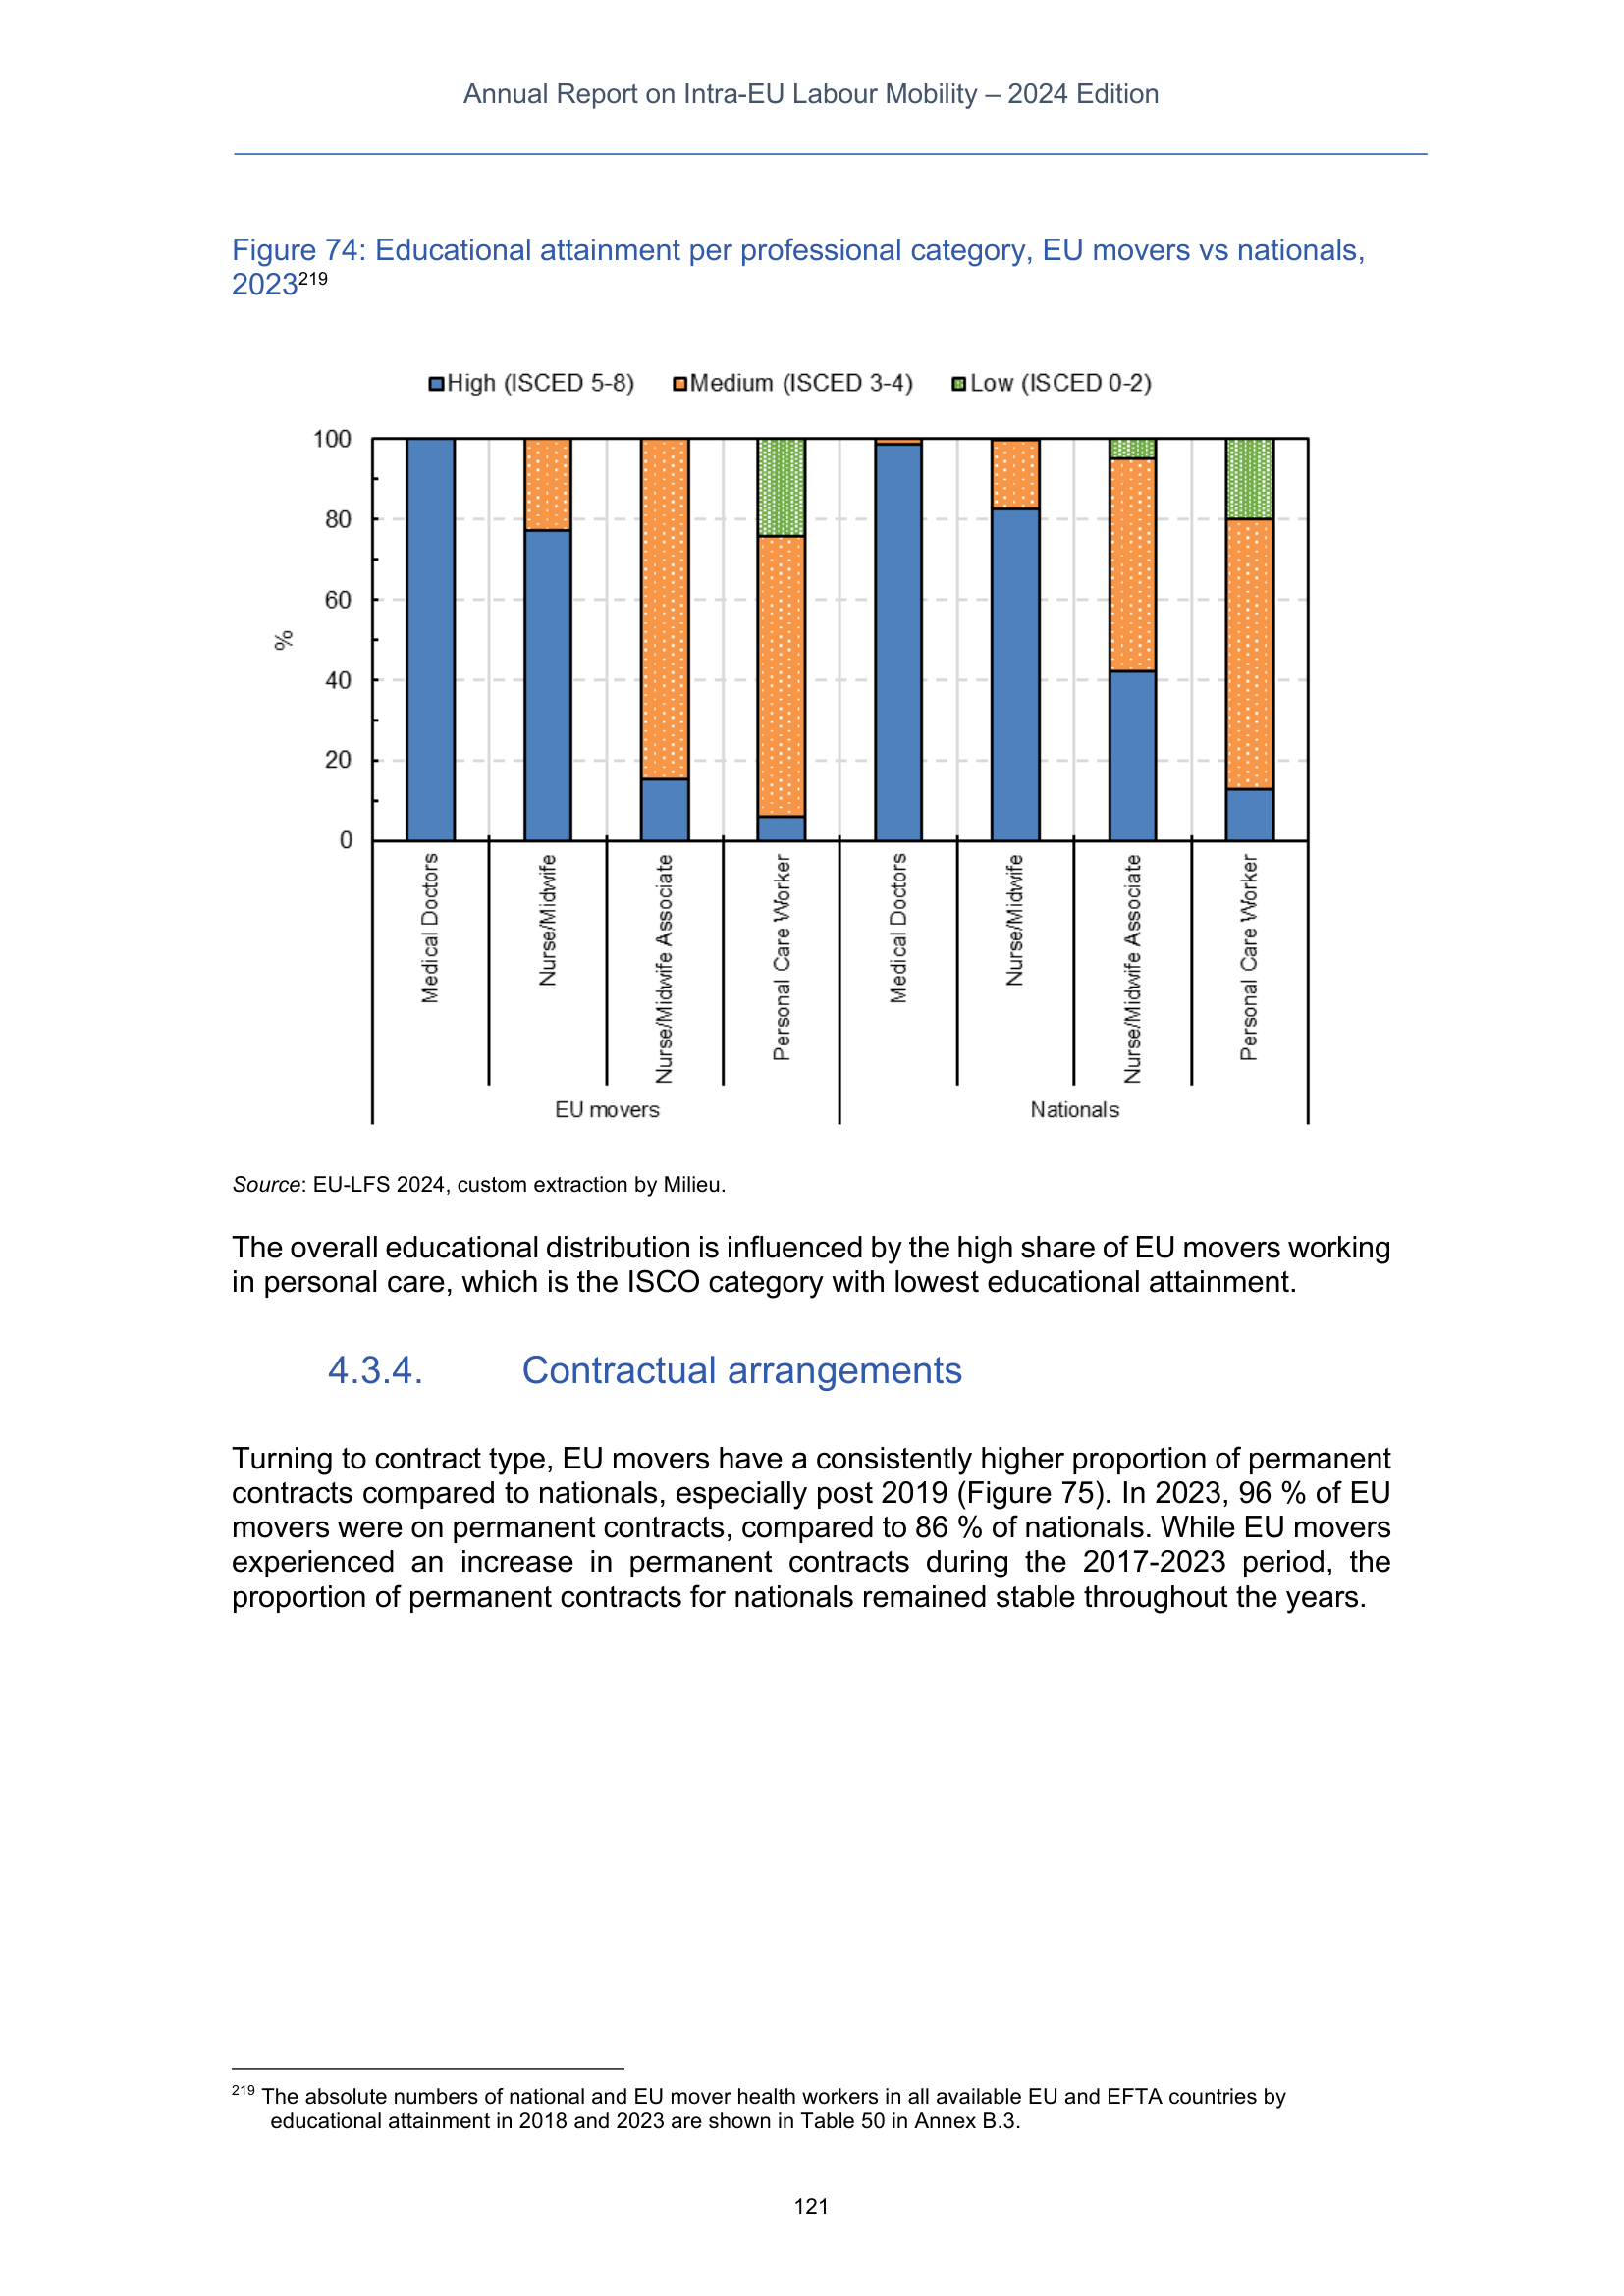 Annual Report on Intra-EU Labour Mobility – 2024 Edition
Figure 74: Educational attainment per professional category, EU movers vs nationals,
2023219
High (ISCED 5-8) Medium (ISCED 3-4) Low (ISCED 0-2)
100
80
60
40
20
0
%
Medical Doctors
Nurse/Midwife
Nurse/Midwife Associate
Personal Care Worker
Medical Doctors
Nurse/Midwife
Nurse/Midwife Associate
Personal Care Worker
EU movers
Nationals
Source: EU-LFS 2024, custom extraction by Milieu.
The overall educational distribution is influenced by the high share of EU movers working
in personal care, which is the ISCO category with lowest educational attainment.
4.3.4. Contractual arrangements
Turning to contract type, EU movers have a consistently higher proportion of permanent
contracts compared to nationals, especially post 2019 (Figure 75). In 2023, 96 % of EU
movers were on permanent contracts, compared to 86 % of nationals. While EU movers
experienced an increase in permanent contracts during the 2017-2023 period, the
proportion of permanent contracts for nationals remained stable throughout the years.
219 The absolute numbers of national and EU mover health workers in all available EU and EFTA countries by
educational attainment in 2018 and 2023 are shown in Table 50 in Annex B.3.
121